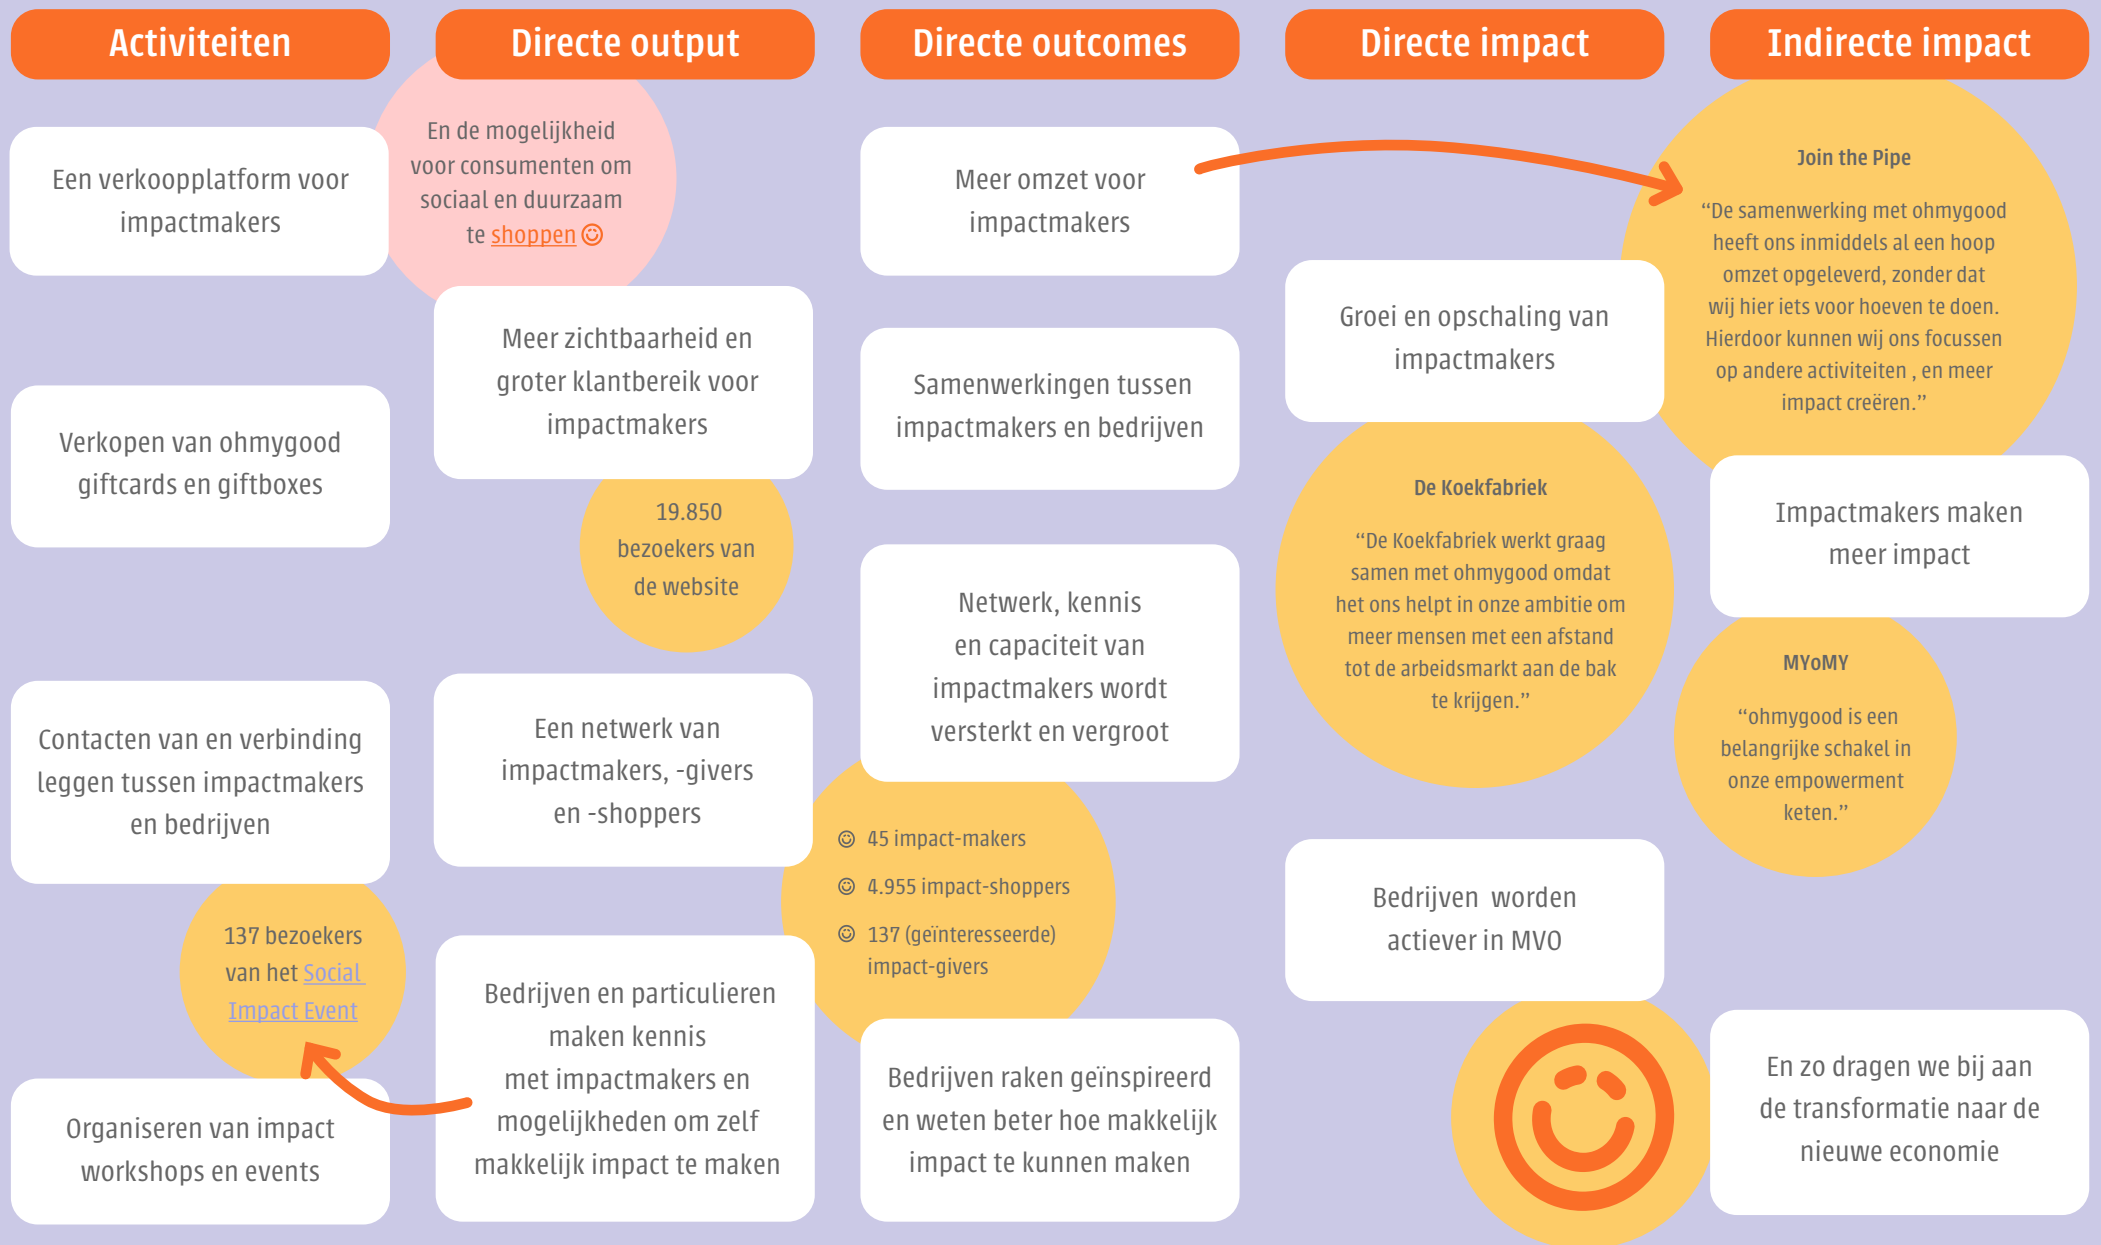 Activiteiten
Een verkoopplatform voor
impactmakers
Verkopen van ohmygood
giftcards en giftboxes
Contacten van en verbinding
leggen tussen impactmakers
en bedrijven
137 bezoekers
van het Social
Impact Event
Organiseren van impact
workshops en events
Directe output
En de mogelijkheid
voor consumenten om
sociaal en duurzaam
te shoppen
Meer zichtbaarheid en
groter klantbereik voor
impactmakers
19.850
bezoekers van
de website
Een netwerk van
impactmakers, -givers
en -shoppers
Bedrijven en particulieren
maken kennis
met impactmakers en
mogelijkheden om zelf
makkelijk impact te maken
Directe outcomes
Meer omzet voor
impactmakers
Samenwerkingen tussen
impactmakers en bedrijven
Netwerk, kennis
en capaciteit van
impactmakers wordt
versterkt en vergroot
45 impact-makers
4.955 impact-shoppers
137 (geïnteresseerde)
impact-givers
Bedrijven raken geïnspireerd
en weten beter hoe makkelijk
impact te kunnen maken
Directe impact
Groei en opschaling van
impactmakers
De Koekfabriek
“De Koekfabriek werkt graag
samen met ohmygood omdat
het ons helpt in onze ambitie om
meer mensen met een afstand
tot de arbeidsmarkt aan de bak
te krijgen.”
Bedrijven worden
actiever in MVO
Indirecte impact
Join the Pipe
“De samenwerking met ohmygood
heeft ons inmiddels al een hoop
omzet opgeleverd, zonder dat
wij hier iets voor hoeven te doen.
Hierdoor kunnen wij ons focussen
op andere activiteiten , en meer
impact creëren.”
Impactmakers maken
meer impact
MYoMY
“ohmygood is een
belangrijke schakel in
onze empowerment
keten.”
En zo dragen we bij aan
de transformatie naar de
nieuwe economie